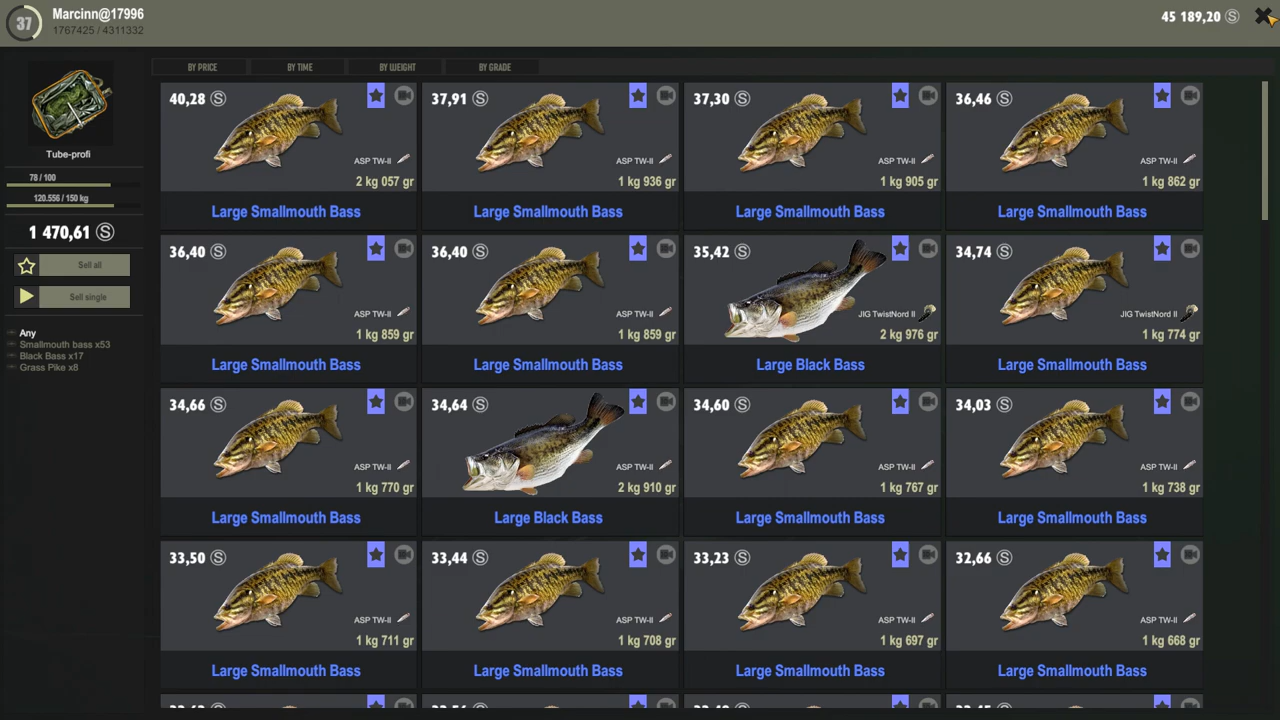 37
Marcinn@17996
1767425 / 4311332
45 189,20 S
BY PRICE BY TIME BY WEIGHT BY GRADE
Tube-profi
78 / 100
120.556 / 150 kg
1 470,61 S
Sell all
Sell single
Any
Smallmouth bass x53
Black Bass x17
Grass Pike x8
40,28 S
ASP TW-II
2 kg 057 gr
Large Smallmouth Bass
37,91 S
ASP TW-II
1 kg 936 gr
Large Smallmouth Bass
37,30 S
ASP TW-II
1 kg 905 gr
Large Smallmouth Bass
36,46 S
ASP TW-II
1 kg 862 gr
Large Smallmouth Bass
36,40 S
ASP TW-II
1 kg 859 gr
Large Smallmouth Bass
36,40 S
ASP TW-II
1 kg 859 gr
Large Smallmouth Bass
35,42 S
JIG TwistNord II
2 kg 976 gr
Large Black Bass
34,74 S
JIG TwistNord II
1 kg 774 gr
Large Smallmouth Bass
34,66 S
ASP TW-II
1 kg 770 gr
Large Smallmouth Bass
34,64 S
ASP TW-II
2 kg 910 gr
Large Black Bass
34,60 S
ASP TW-II
1 kg 767 gr
Large Smallmouth Bass
34,03 S
ASP TW-II
1 kg 738 gr
Large Smallmouth Bass
33,50 S
ASP TW-II
1 kg 711 gr
Large Smallmouth Bass
33,44 S
ASP TW-II
1 kg 708 gr
Large Smallmouth Bass
33,23 S
ASP TW-II
1 kg 697 gr
Large Smallmouth Bass
32,66 S
ASP TW-II
1 kg 668 gr
Large Smallmouth Bass